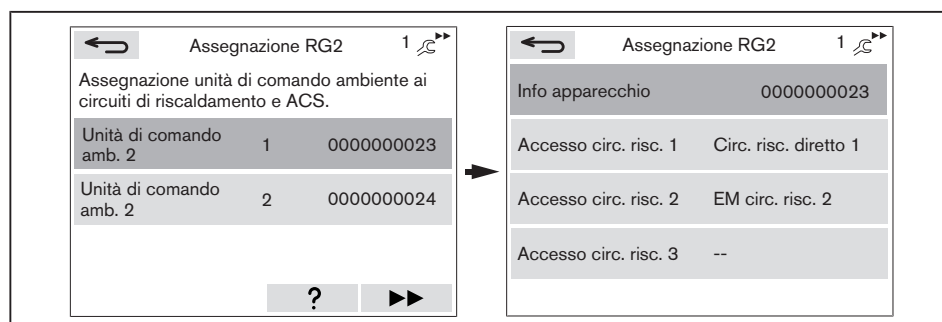 Assegnazione RG2 1
Assegnazione unità di comando ambiente ai
circuiti di riscaldamento e ACS.
Unità di comando
amb. 2 1 0000000023
Unità di comando
amb. 2 2 0000000024
?
Assegnazione RG2 1
Info apparecchio 0000000023
Accesso circ. risc. 1 Circ. risc. diretto 1
Accesso circ. risc. 2 EM circ. risc. 2
Accesso circ. risc. 3 --